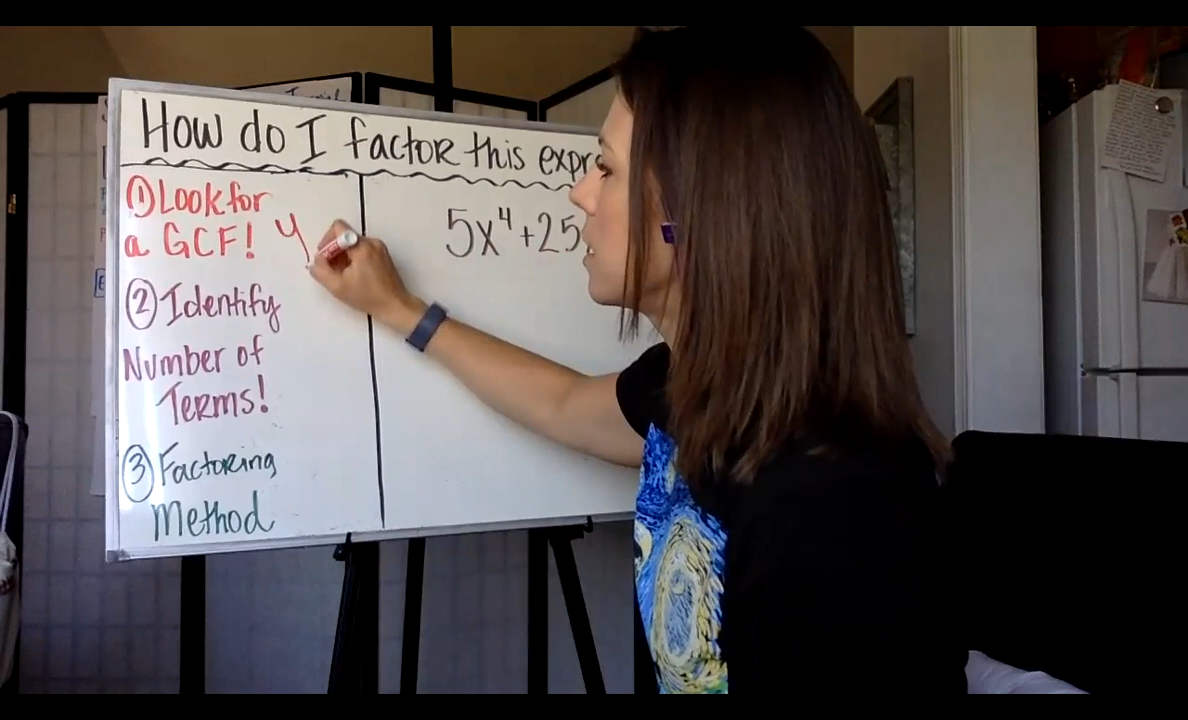 How do I factor this expr
① Look for
a GCF! Y
② Identify
Number of
Terms!
③ Factoring
Method
5x⁴+25